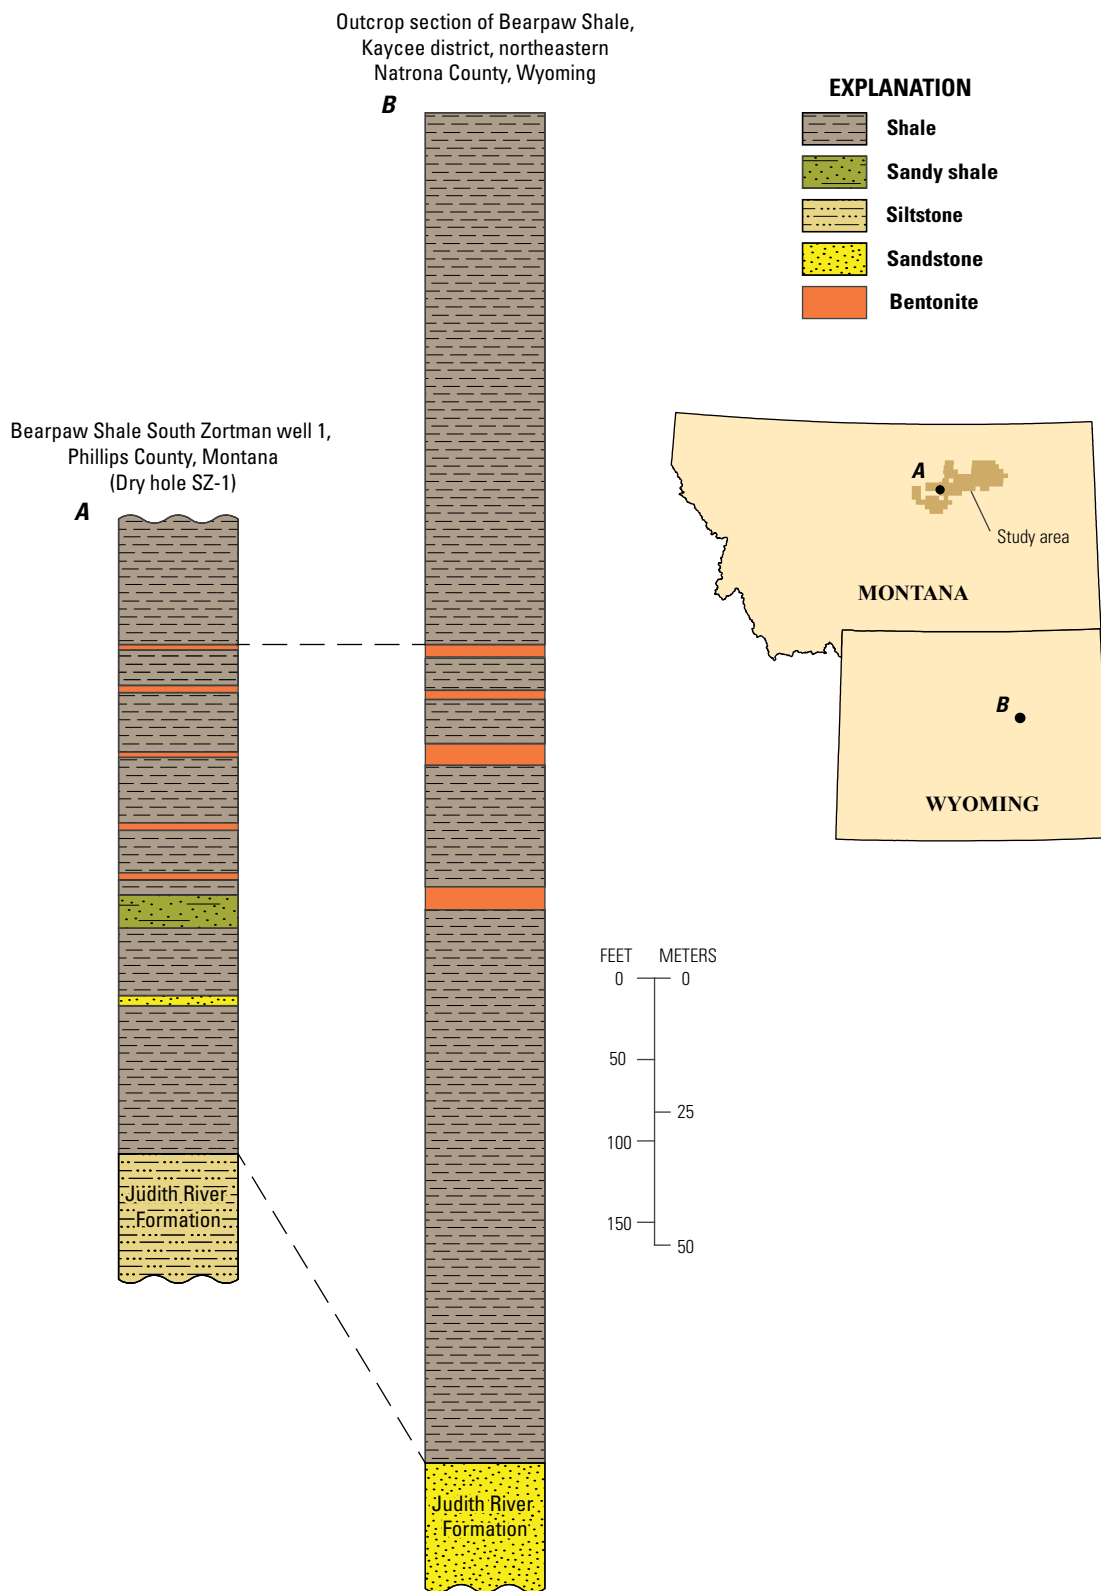 Outcrop section of Bearpaw Shale,
Kaycee district, northeastern
Natrona County, Wyoming
B
EXPLANATION
Shale
Sandy shale
Siltstone
Sandstone
Bentonite
Bearpaw Shale South Zortman well 1,
Phillips County, Montana
(Dry hole SZ-1)
A
A
Study area
MONTANA
B
WYOMING
FEET METERS
0 0
50
25
100
150
50
Judith River
Formation
Judith River
Formation